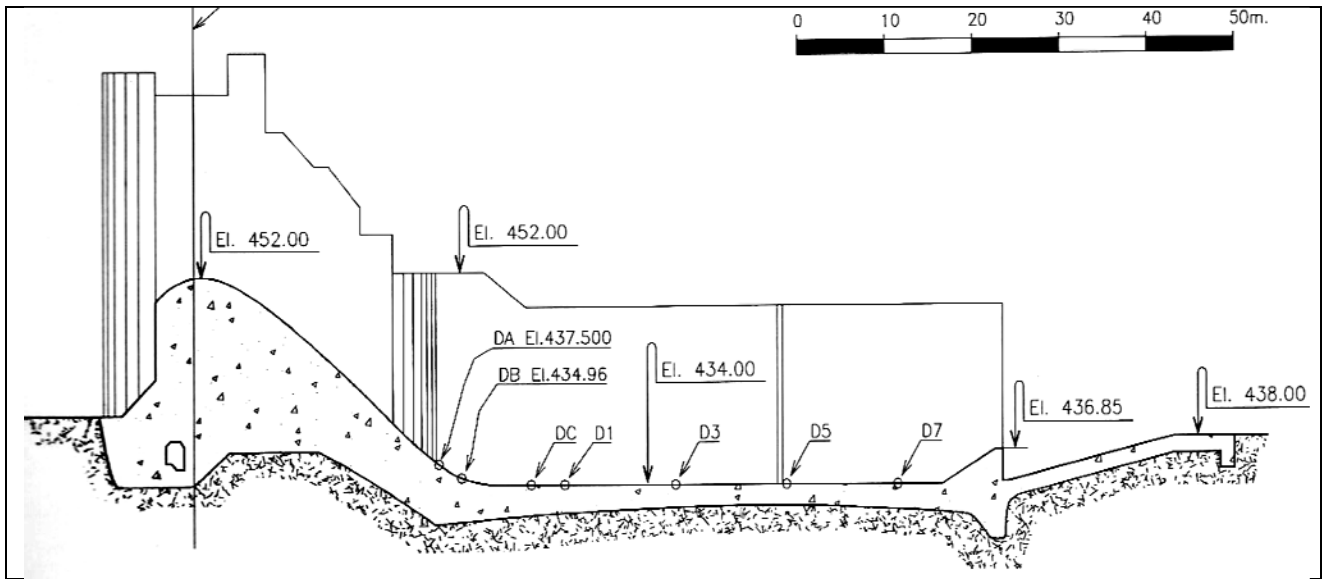 0 10 20 30 40 50m.
El. 452.00
El. 452.00
DA El.437.500
DB El.434.96
El. 434.00
El. 436.85
El. 438.00
DC D1 D3 D5 D7